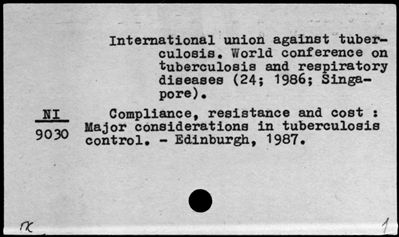 International union against tuber-
culosis. World conference on
tuberculosis and respiratory
diseases (24; 1986; Singa-
pore).
NI
9030
Compliance, resistance and cost :
Major considerations in tuberculosis
control. - Edinburgh, 1987.
ГК
1